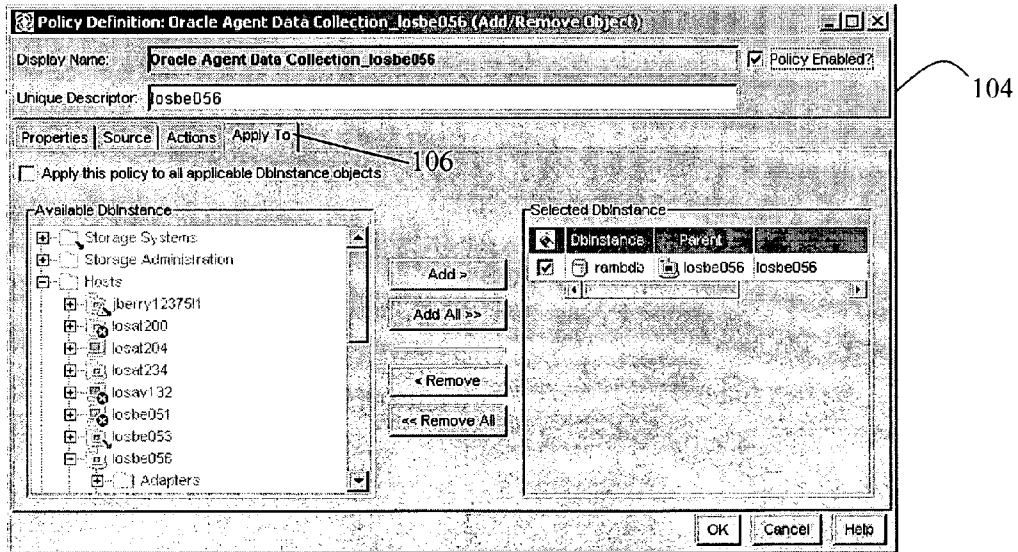 Policy Definition: Oracle Agent Data Collection_losbe056 (Add/Remove Object)
Display Name: Oracle Agent Data Collection_losbe056 Policy Enabled?
104
Unique Descriptor: losbe056
Properties Source Actions Apply To
106
Apply this policy to all applicable DbInstance objects
Available DbInstance
Storage Systems
Storage Administration
Hosts
jberry12375l1
losat200
losat204
losat234
losav132
losbe051
losbe053
losbe056
Adapters
Add >
Add All >>
< Remove
<< Remove All
Selected DbInstance
DbInstance Parent
rambdb losbe056 losbe056
OK Cancel Help